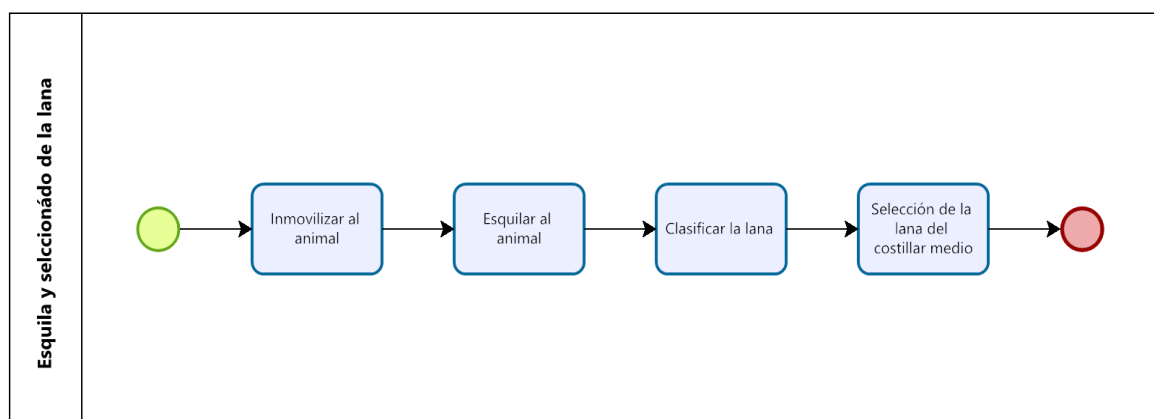 Esquila y selccionádo de la lana
Inmovilizar al
animal
Esquilar al
animal
Clasificar la lana
Selección de la
lana del
costillar medio